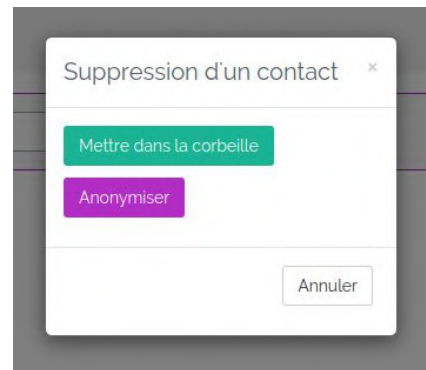 Suppression d'un contact ×
Mettre dans la corbeille
Anonymiser
Annuler